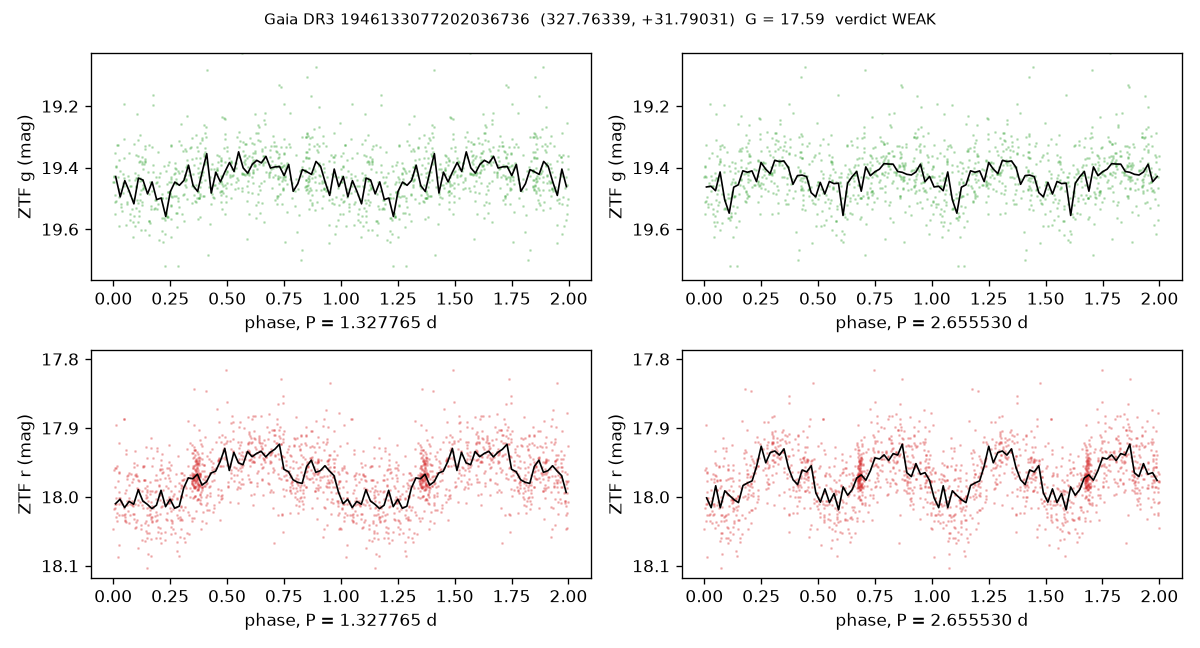 Gaia DR3 1946133077202036736  (327.76339, +31.79031)  G = 17.59  verdict WEAK
ZTF g (mag)
19.2
19.4
19.6
0.00 0.25 0.50 0.75 1.00 1.25 1.50 1.75 2.00
phase, P = 1.327765 d
ZTF g (mag)
19.2
19.4
19.6
0.00 0.25 0.50 0.75 1.00 1.25 1.50 1.75 2.00
phase, P = 2.655530 d
ZTF r (mag)
17.8
17.9
18.0
18.1
0.00 0.25 0.50 0.75 1.00 1.25 1.50 1.75 2.00
phase, P = 1.327765 d
ZTF r (mag)
17.8
17.9
18.0
18.1
0.00 0.25 0.50 0.75 1.00 1.25 1.50 1.75 2.00
phase, P = 2.655530 d